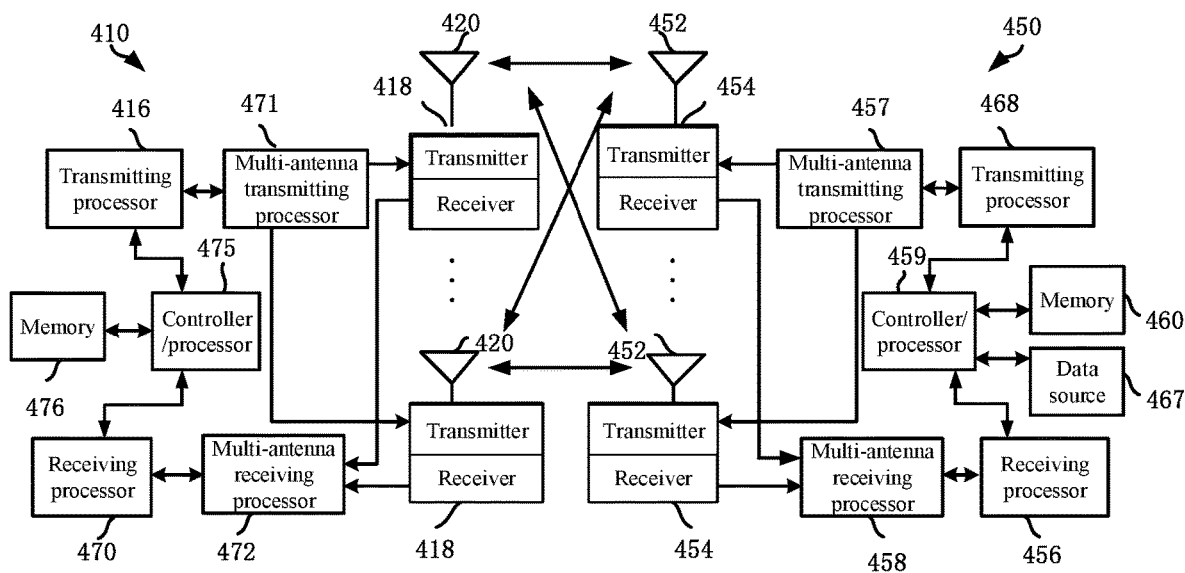 410
420
452
450
418
454
416
471
457
468
Transmitting
processor
Multi-antenna
transmitting
processor
Transmitter
Receiver
Transmitter
Receiver
Multi-antenna
transmitting
processor
Transmitting
processor
475
459
Memory
Controller
/processor
Controller/
processor
Memory
460
476
420
452
Data
source
467
Receiving
processor
Multi-antenna
receiving
processor
Transmitter
Receiver
Transmitter
Receiver
Multi-antenna
receiving
processor
Receiving
processor
470
472
418
454
458
456